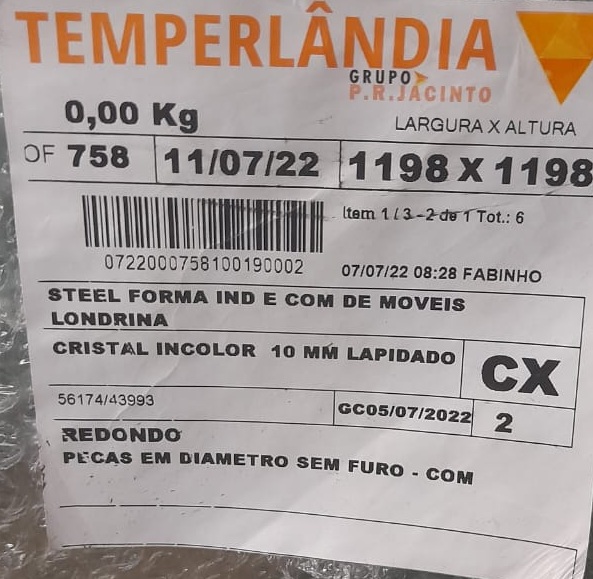 TEMPERLÂNDIA
GRUPO
P.R.JACINTO
0,00 Kg
LARGURA X ALTURA
OF 758
11/07/22
1198 X 1198
Item 1 / 3 - 2 de 1 Tot.: 6
0722000758100190002
07/07/22 08:28 FABINHO
STEEL FORMA IND E COM DE MOVEIS
LONDRINA
CRISTAL INCOLOR 10 MM LAPIDADO
CX
56174/43993
GC05/07/2022
2
REDONDO
PECAS EM DIAMETRO SEM FURO - COM